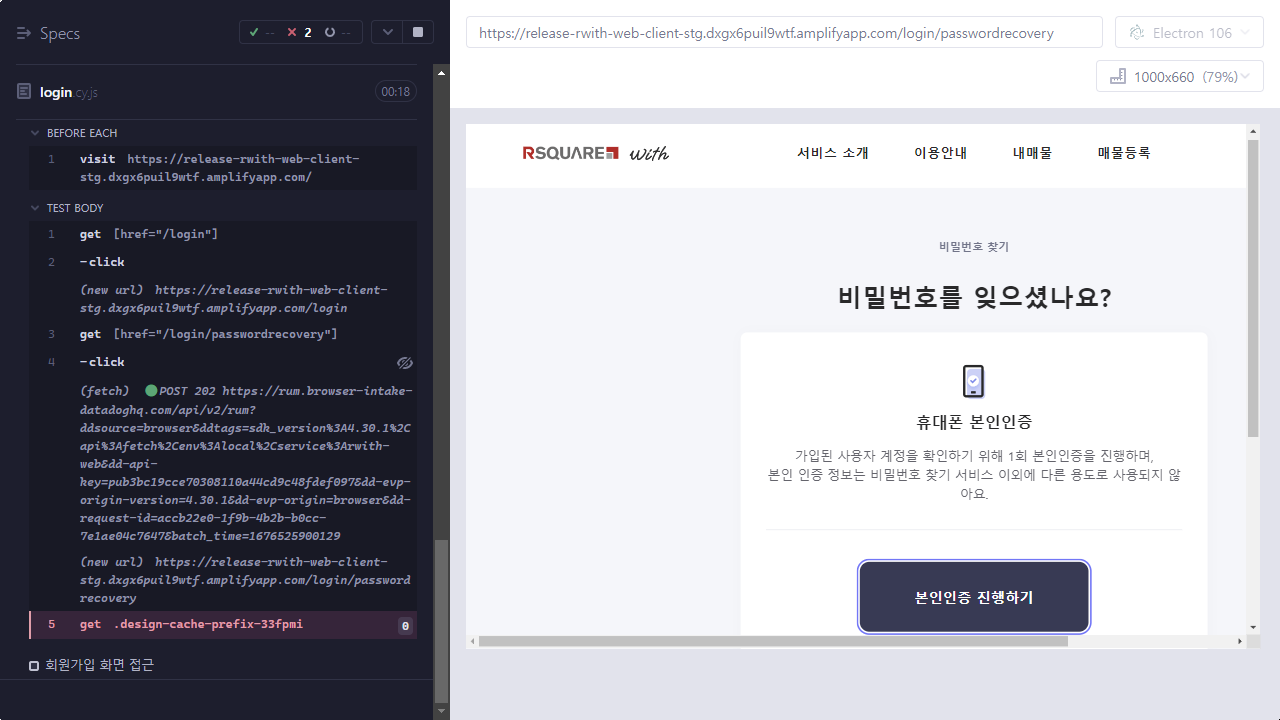 Specs
-- 2 --
login.cy.js 00:18
BEFORE EACH
1 visit https://release-rwith-web-client-
stg.dxgx6puil9wtf.amplifyapp.com/
TEST BODY
1 get [href="/login"]
2 -click
(new url) https://release-rwith-web-client-
stg.dxgx6puil9wtf.amplifyapp.com/login
3 get [href="/login/passwordrecovery"]
4 -click
(fetch) POST 202 https://rum.browser-intake-
datadoghq.com/api/v2/rum?
ddsource=browser&ddtags=sdk_version%3A4.30.1%2C
api%3Afetch%2Cenv%3Alocal%2Cservice%3Arwith-
web&dd-api-
key=pub3bc19cce70308110a44cd9c48fdef097&dd-evp-
origin-version=4.30.1&dd-evp-origin=browser&dd-
request-id=accb22e0-1f9b-4b2b-b0cc-
7e1ae04c7647&batch_time=1676525900129
(new url) https://release-rwith-web-client-
stg.dxgx6puil9wtf.amplifyapp.com/login/password
recovery
5 get .design-cache-prefix-33fpmi 0
회원가입 화면 접근
https://release-rwith-web-client-stg.dxgx6puil9wtf.amplifyapp.com/login/passwordrecovery
Electron 106
1000x660 (79%)
RSQUARE with
서비스 소개 이용안내 내매물 매물등록
비밀번호 찾기
비밀번호를 잊으셨나요?
휴대폰 본인인증
가입된 사용자 계정을 확인하기 위해 1회 본인인증을 진행하며,
본인 인증 정보는 비밀번호 찾기 서비스 이외에 다른 용도로 사용되지 않
아요.
본인인증 진행하기